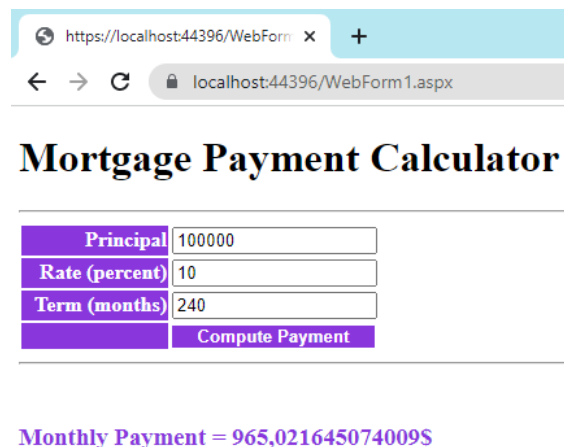 https://localhost:44396/WebForm
localhost:44396/WebForm1.aspx
Mortgage Payment Calculator
Principal 100000
Rate (percent) 10
Term (months) 240
Compute Payment
Monthly Payment = 965,021645074009$